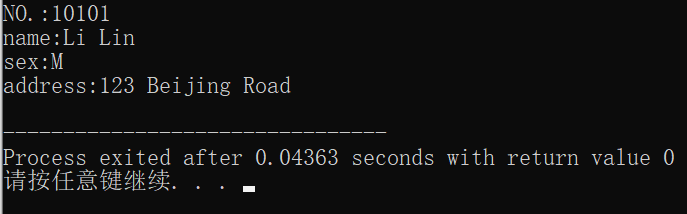 NO.:10101
name:Li Lin
sex:M
address:123 Beijing Road
--------------------------------
Process exited after 0.04363 seconds with return value 0
请按任意键继续. . .